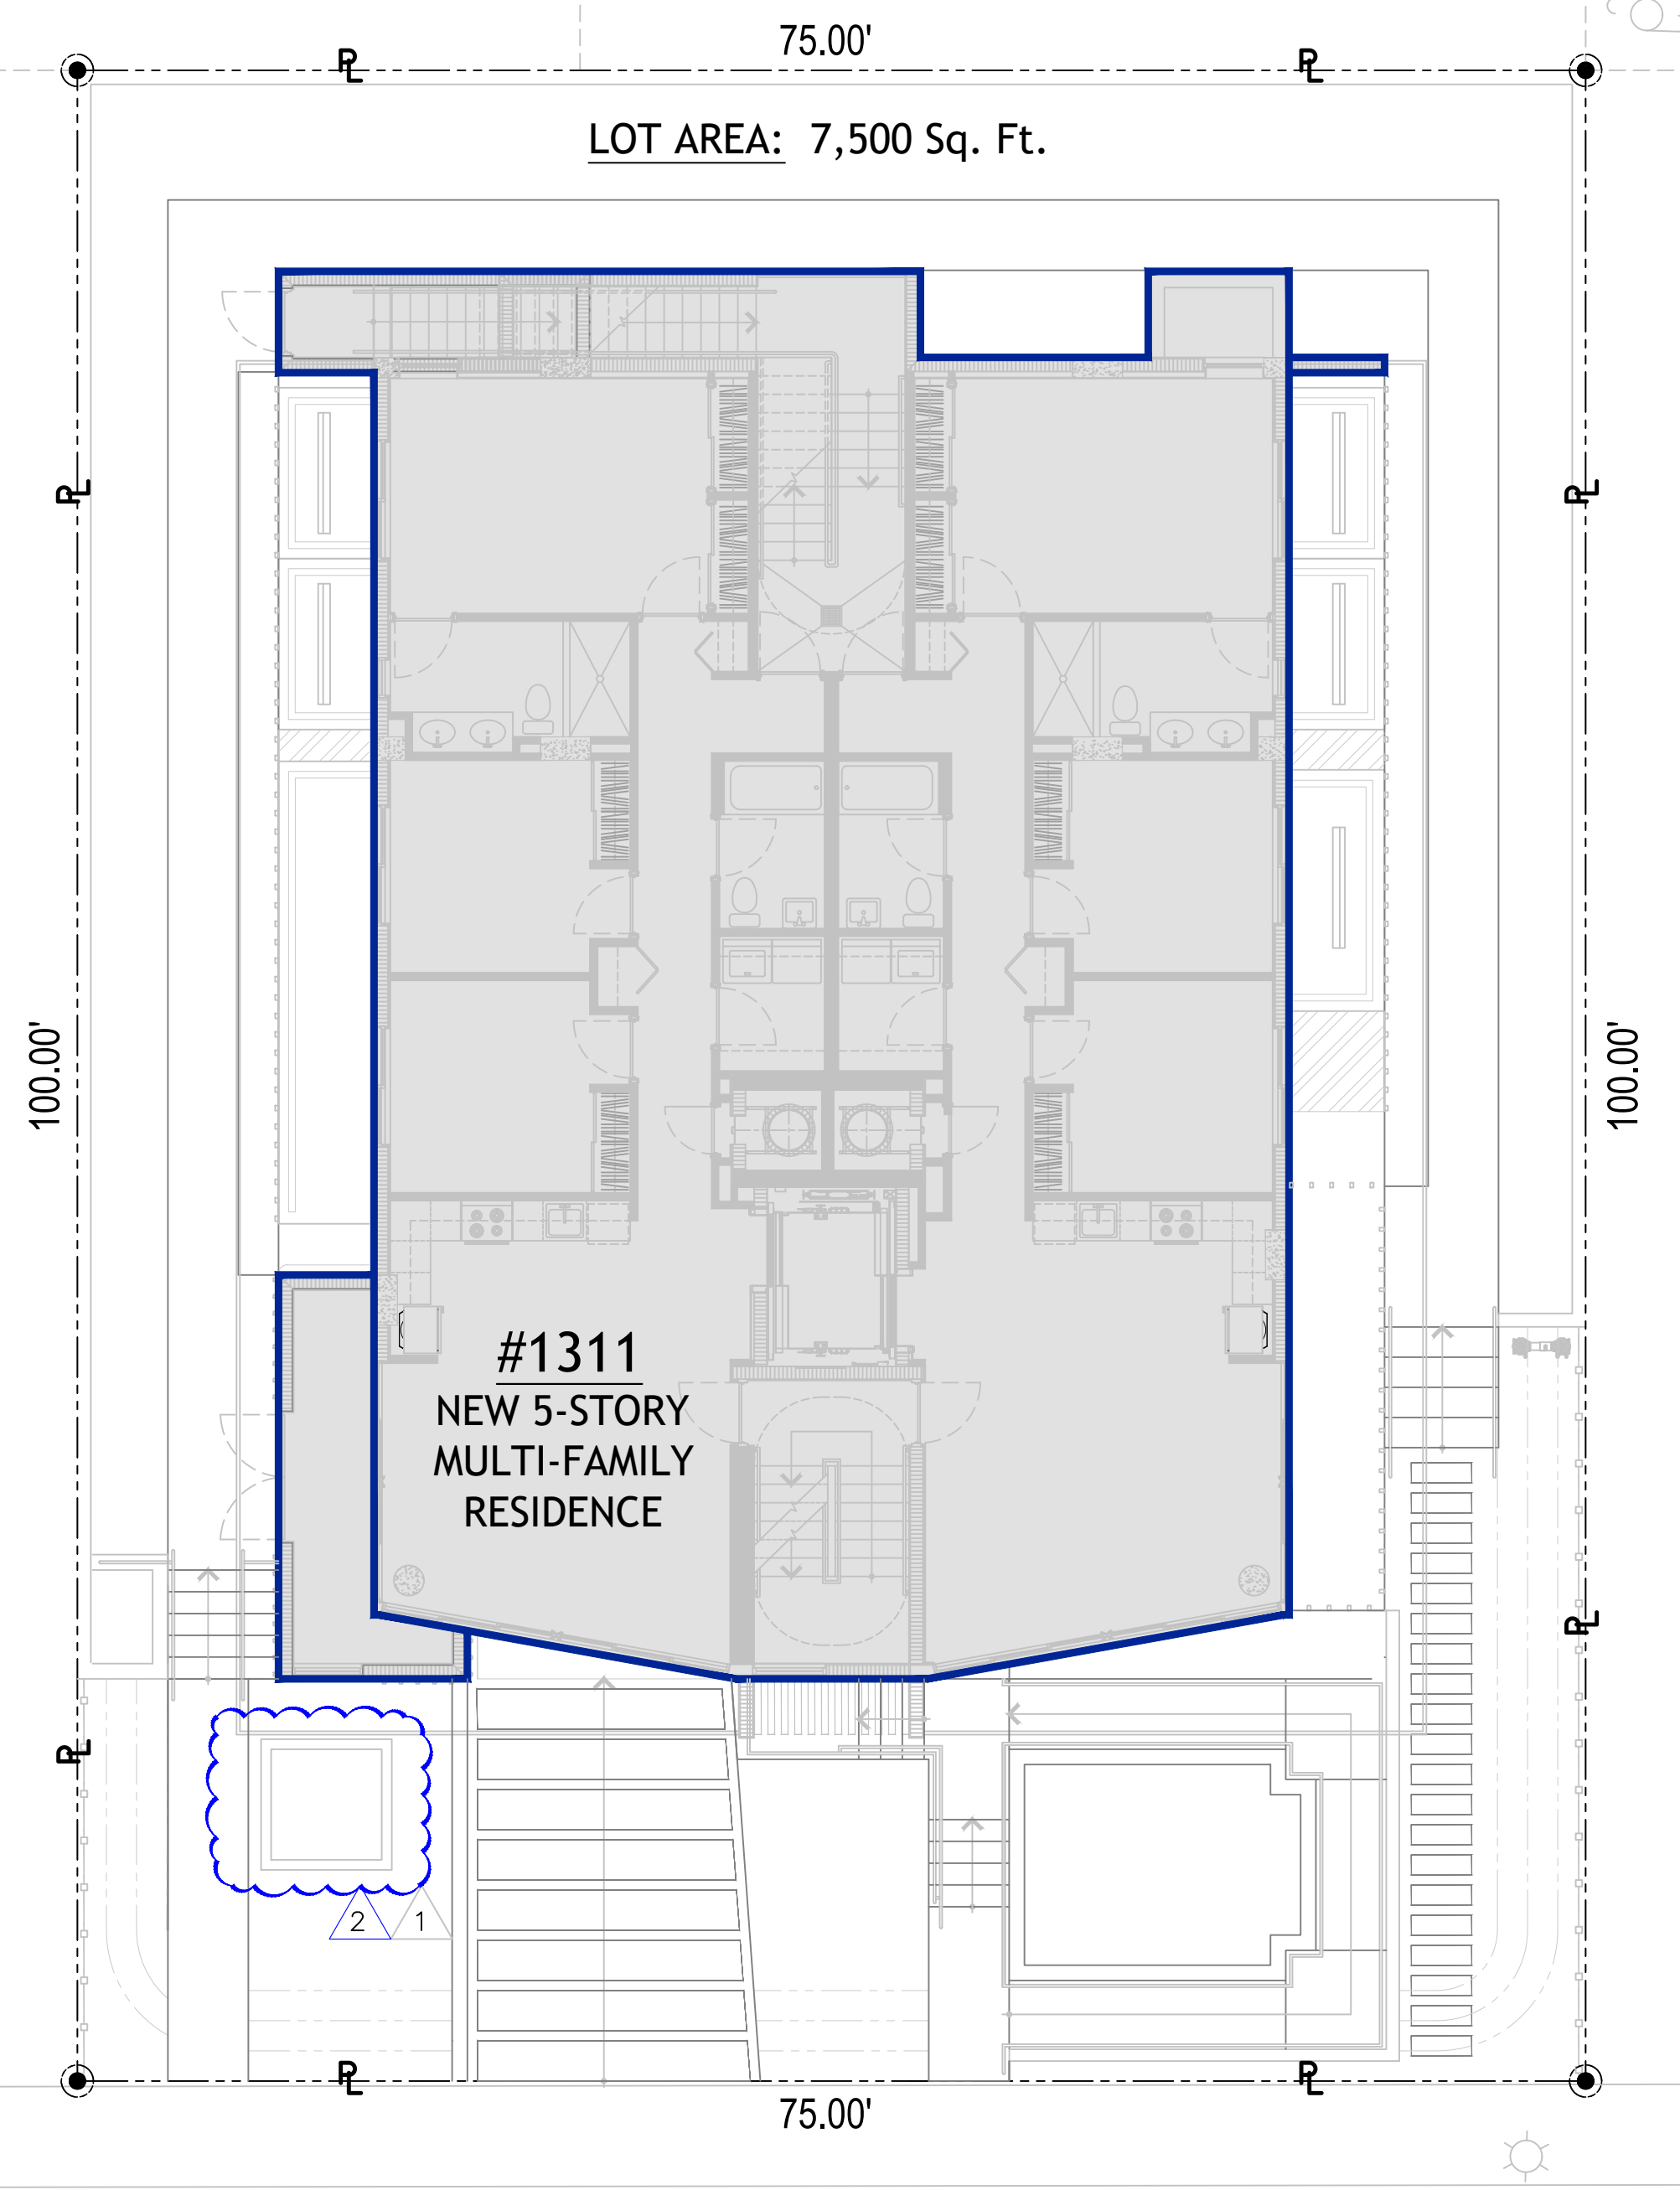 75.00'
PL
PL
LOT AREA: 7,500 Sq. Ft.
PL
PL
100.00'
100.00'
#1311
NEW 5-STORY
MULTI-FAMILY
RESIDENCE
PL
PL
2
1
PL
PL
75.00'